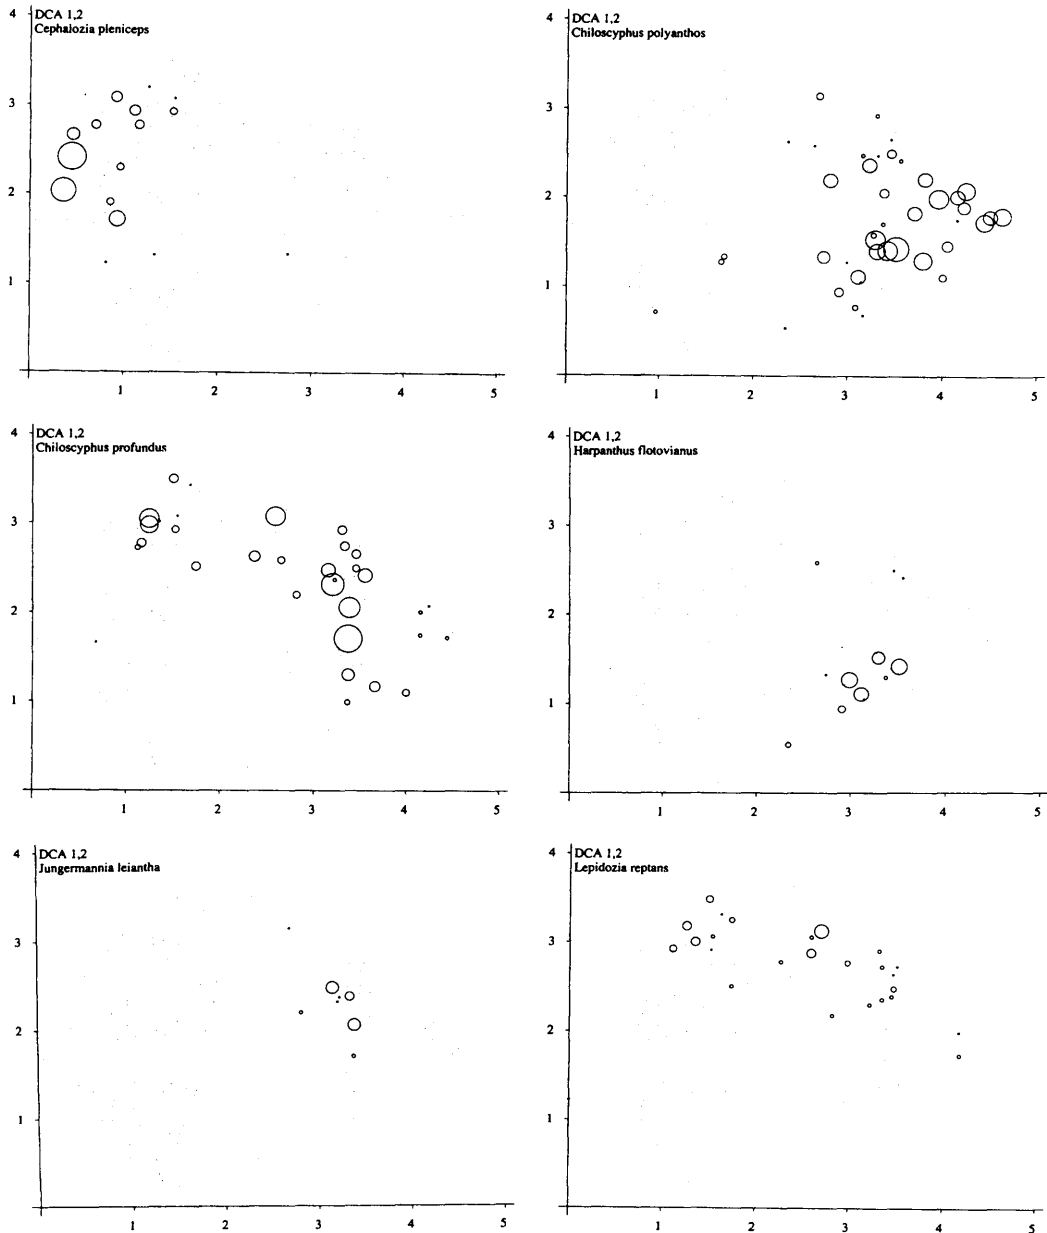 4
DCA 1,2
Cephalozia pleniceps
3
2
1
1 2 3 4 5
4
DCA 1,2
Chiloscyphus polyanthos
3
2
1
1 2 3 4 5
4
DCA 1,2
Chiloscyphus profundus
3
2
1
1 2 3 4 5
4
DCA 1,2
Harpanthus flotovianus
3
2
1
1 2 3 4 5
4
DCA 1,2
Jungermannia leiantha
3
2
1
1 2 3 4 5
4
DCA 1,2
Lepidozia reptans
3
2
1
1 2 3 4 5